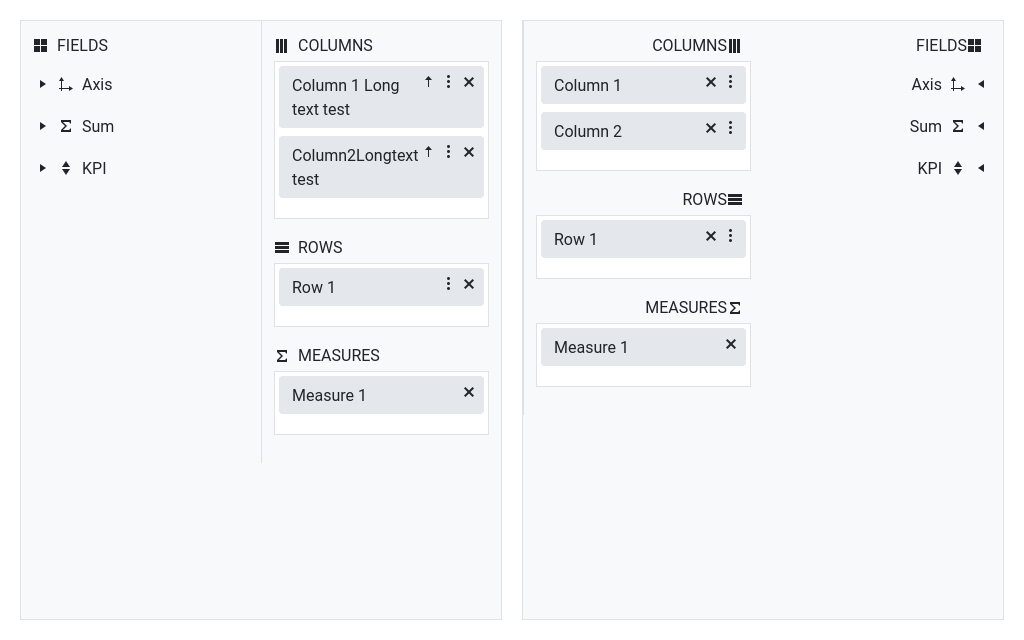 FIELDS
Axis
Sum
KPI
COLUMNS
Column 1 Long
text test
Column2Longtext
test
ROWS
Row 1
MEASURES
Measure 1
COLUMNS
Column 1
Column 2
ROWS
Row 1
MEASURES
Measure 1
FIELDS
Axis
Sum
KPI